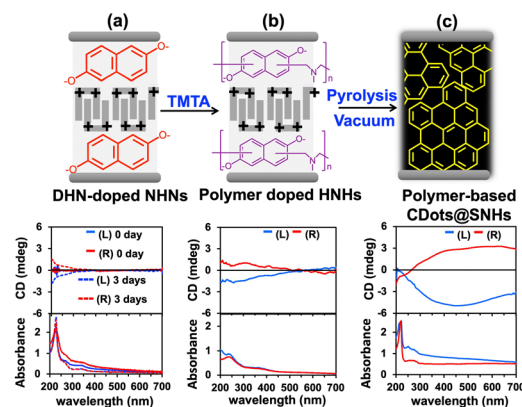 (a)
(b)
(c)
O-
-O
TMTA
O-
-O
N
n
Pyrolysis
Vacuum
O-
-O
O-
-O
N
n
DHN-doped NHNs
Polymer doped HNHs
Polymer-based
CDots@SNHs
CD (mdeg)
6
3
0
-3
-6
(L) 0 day
(R) 0 day
(L) 3 days
(R) 3 days
Absorbance
2
1
0
200 300 400 500 600 700
wavelength (nm)
CD (mdeg)
6
3
0
-3
-6
(L) (R)
Absorbance
2
1
0
200 300 400 500 600 700
wavelength (nm)
CD (mdeg)
6
3
0
-3
-6
(L) (R)
Absorbance
2
1
0
200 300 400 500 600 700
wavelength (nm)